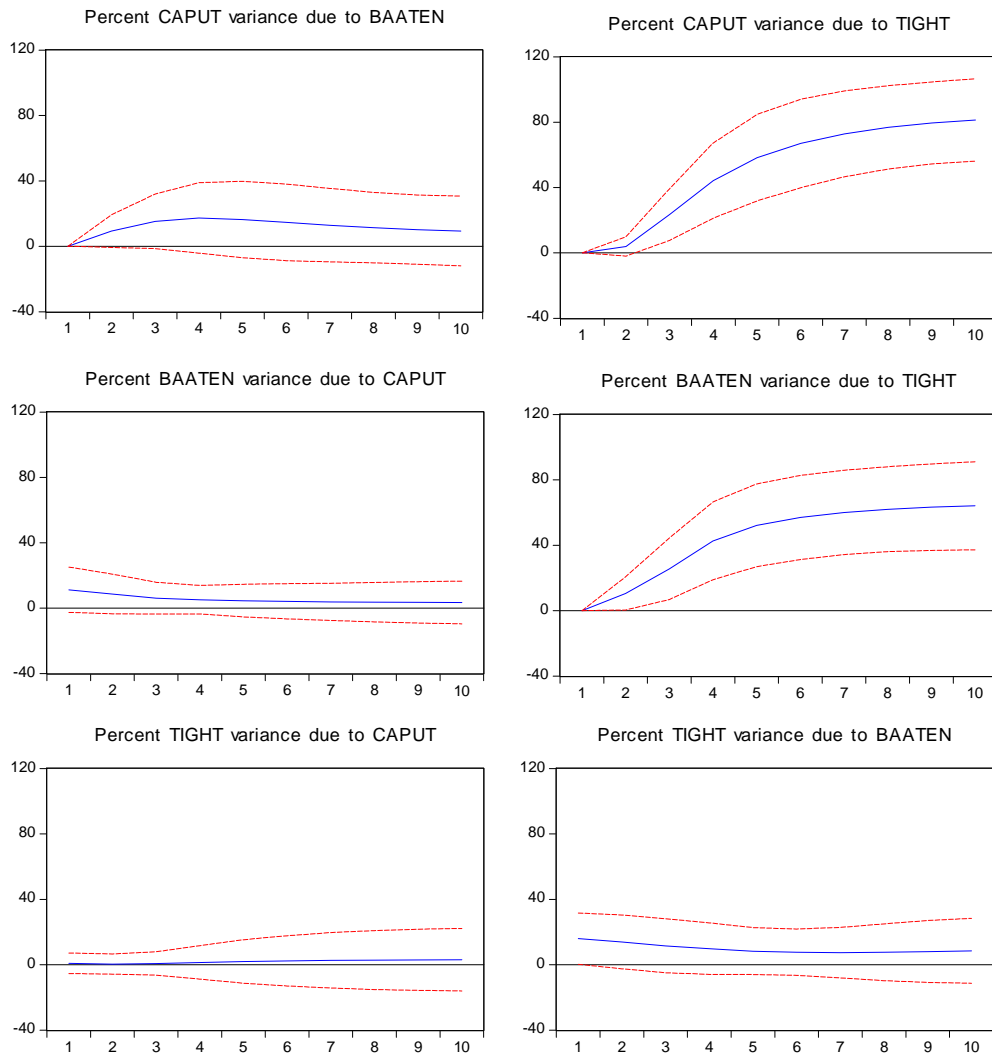 Percent CAPUT variance due to BAATEN
120
80
40
0
-40
1 2 3 4 5 6 7 8 9 10
Percent CAPUT variance due to TIGHT
120
80
40
0
-40
1 2 3 4 5 6 7 8 9 10
Percent BAATEN variance due to CAPUT
120
80
40
0
-40
1 2 3 4 5 6 7 8 9 10
Percent BAATEN variance due to TIGHT
120
80
40
0
-40
1 2 3 4 5 6 7 8 9 10
Percent TIGHT variance due to CAPUT
120
80
40
0
-40
1 2 3 4 5 6 7 8 9 10
Percent TIGHT variance due to BAATEN
120
80
40
0
-40
1 2 3 4 5 6 7 8 9 10